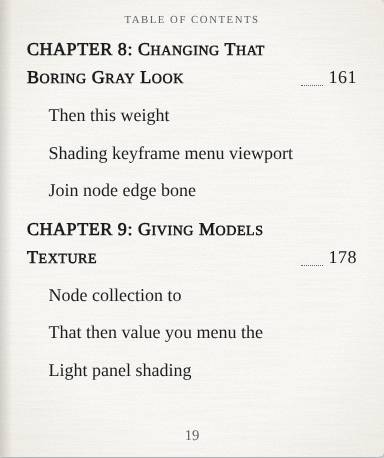 TABLE OF CONTENTS
CHAPTER 8: Changing That
Boring Gray Look ........ 161
Then this weight
Shading keyframe menu viewport
Join node edge bone
CHAPTER 9: Giving Models
Texture ........ 178
Node collection to
That then value you menu the
Light panel shading
19